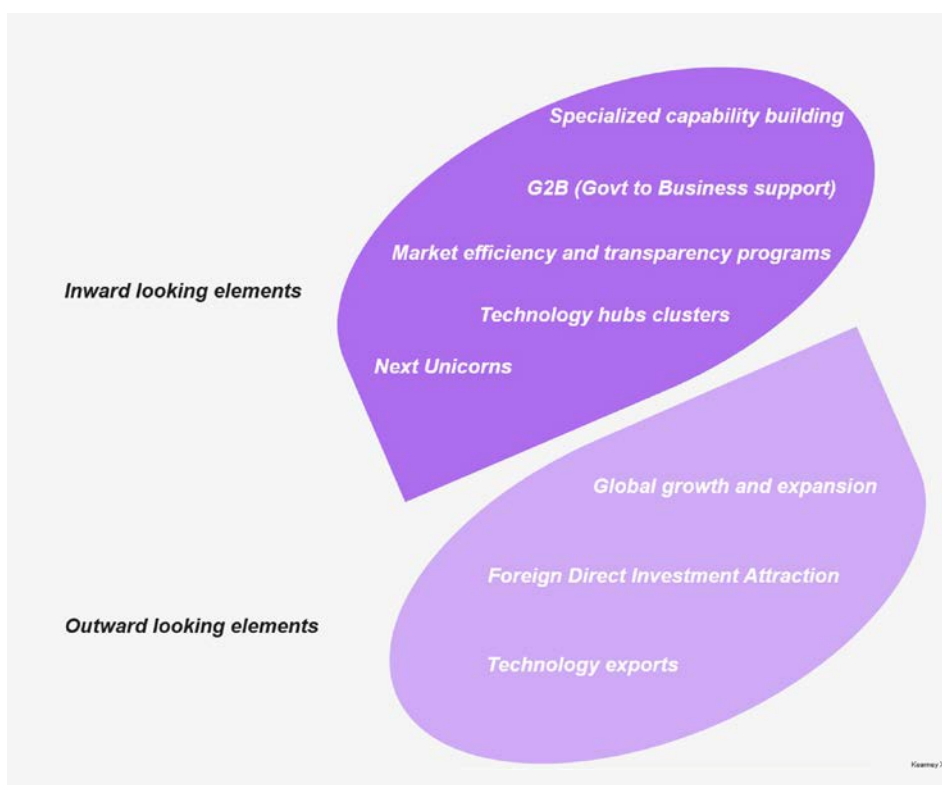 Specialized capability building
G2B (Govt to Business support)
Market efficiency and transparency programs
Inward looking elements
Technology hubs clusters
Next Unicorns
Global growth and expansion
Foreign Direct Investment Attraction
Outward looking elements
Technology exports
Kearney X